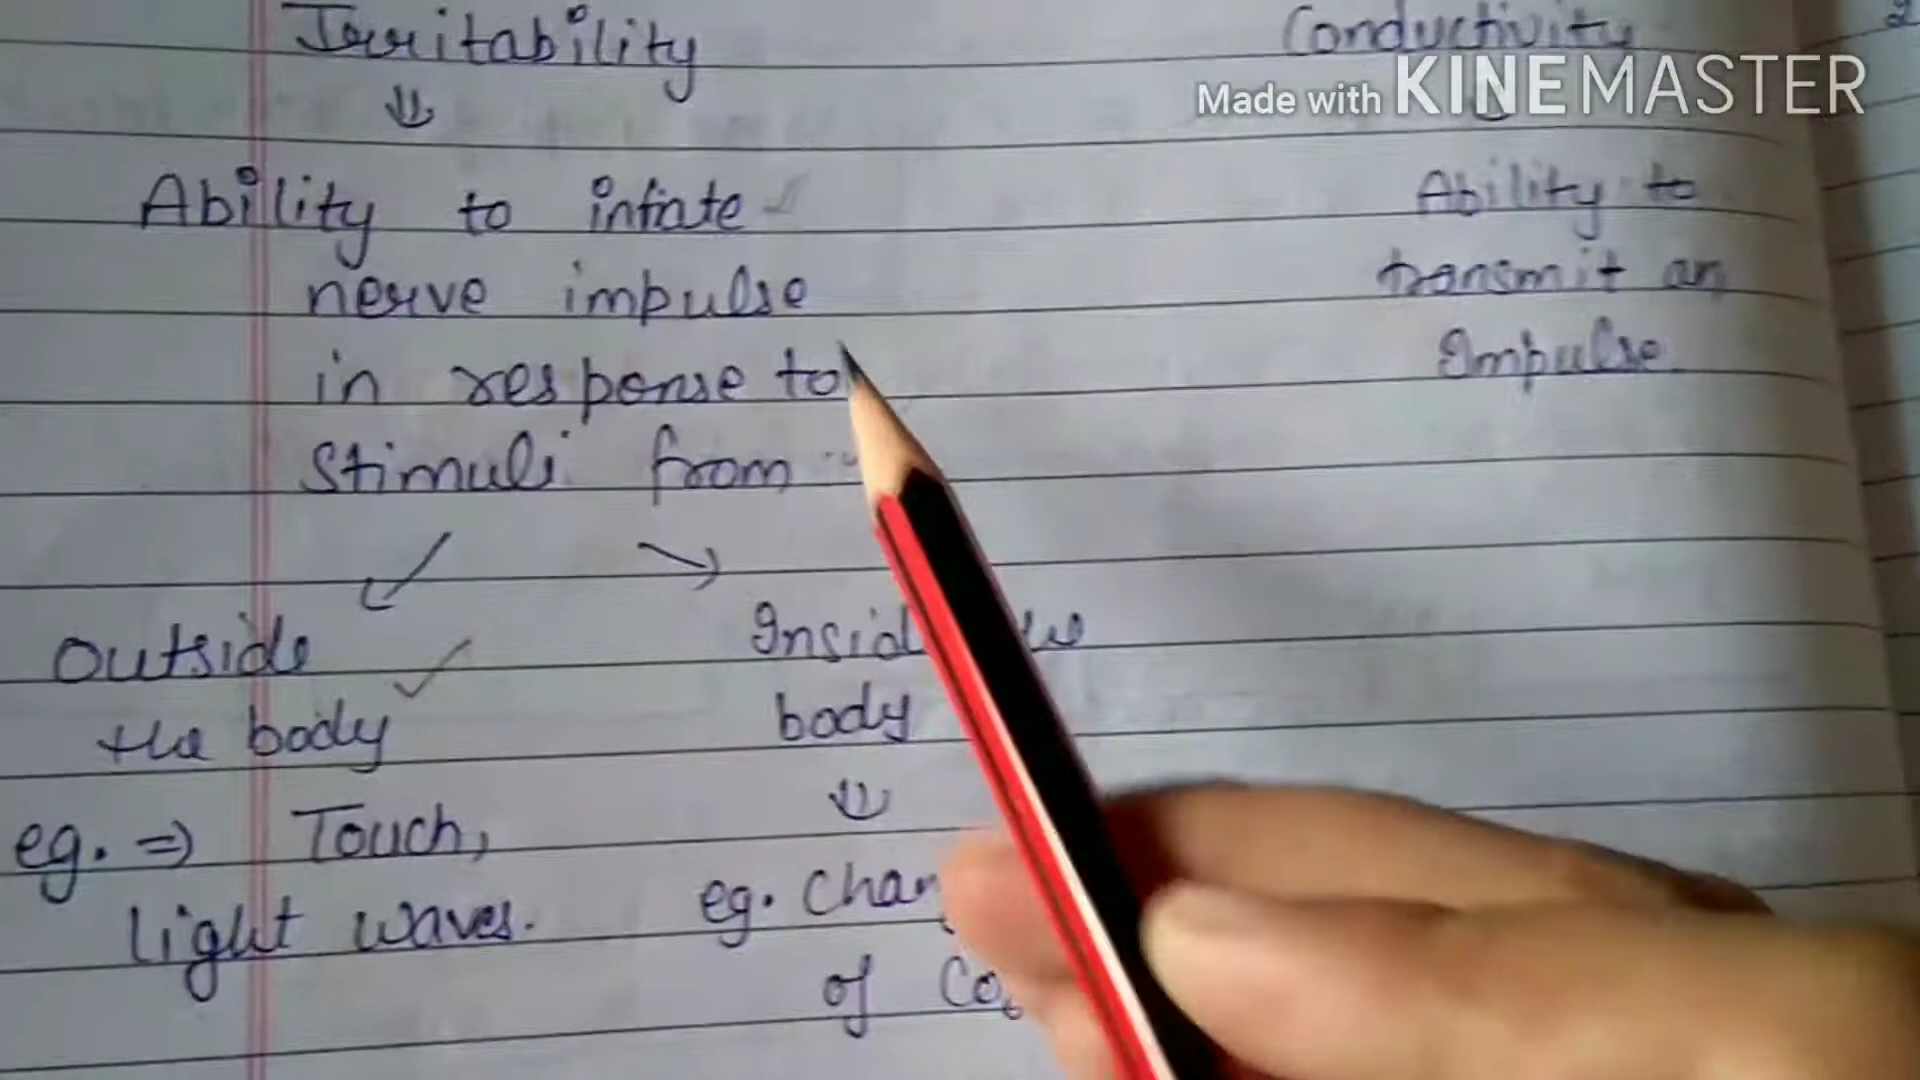 Irritability
Conductivity
Made with KINEMASTER
⇓
Ability to intiate
nerve impulse
in response to
Stimuli from
Ability to
transmit an
Impulse
Outside
the body
body
eg. ⇒ Touch,
light waves.
eg.
of